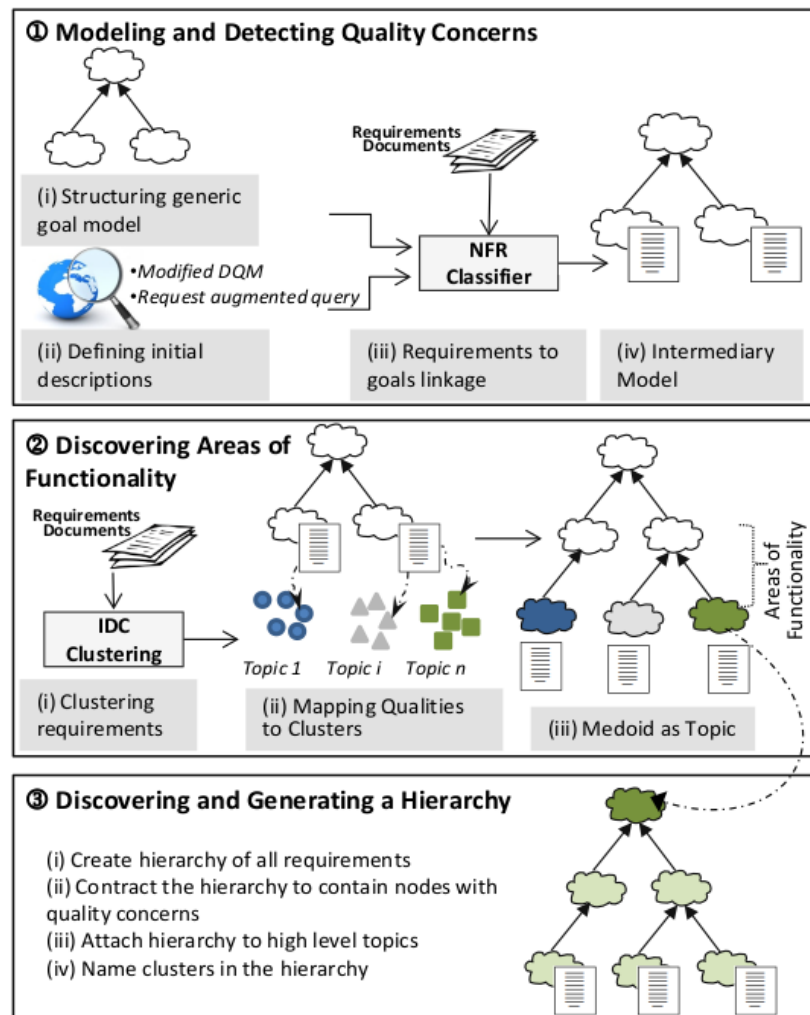 ① Modeling and Detecting Quality Concerns
Requirements
Documents
(i) Structuring generic
goal model
•Modified DQM
•Request augmented query
NFR
Classifier
(ii) Defining initial
descriptions
(iii) Requirements to
goals linkage
(iv) Intermediary
Model
② Discovering Areas of
Functionality
Requirements
Documents
IDC
Clustering
Topic 1
Topic i
Topic n
Areas of
Functionality
(i) Clustering
requirements
(ii) Mapping Qualities
to Clusters
(iii) Medoid as Topic
③ Discovering and Generating a Hierarchy
(i) Create hierarchy of all requirements
(ii) Contract the hierarchy to contain nodes with
quality concerns
(iii) Attach hierarchy to high level topics
(iv) Name clusters in the hierarchy